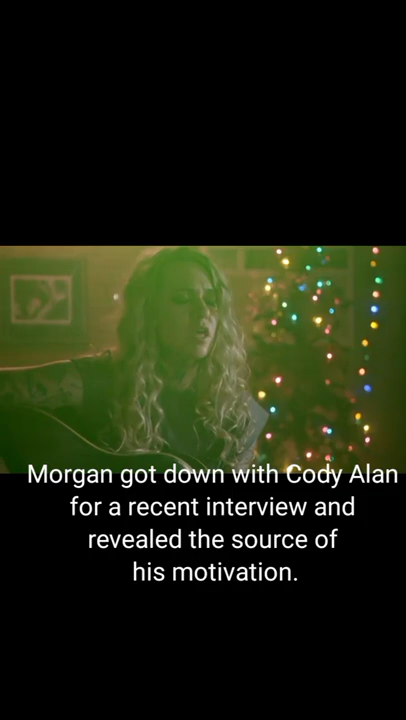 Morgan got down with Cody Alan
for a recent interview and
revealed the source of
his motivation.